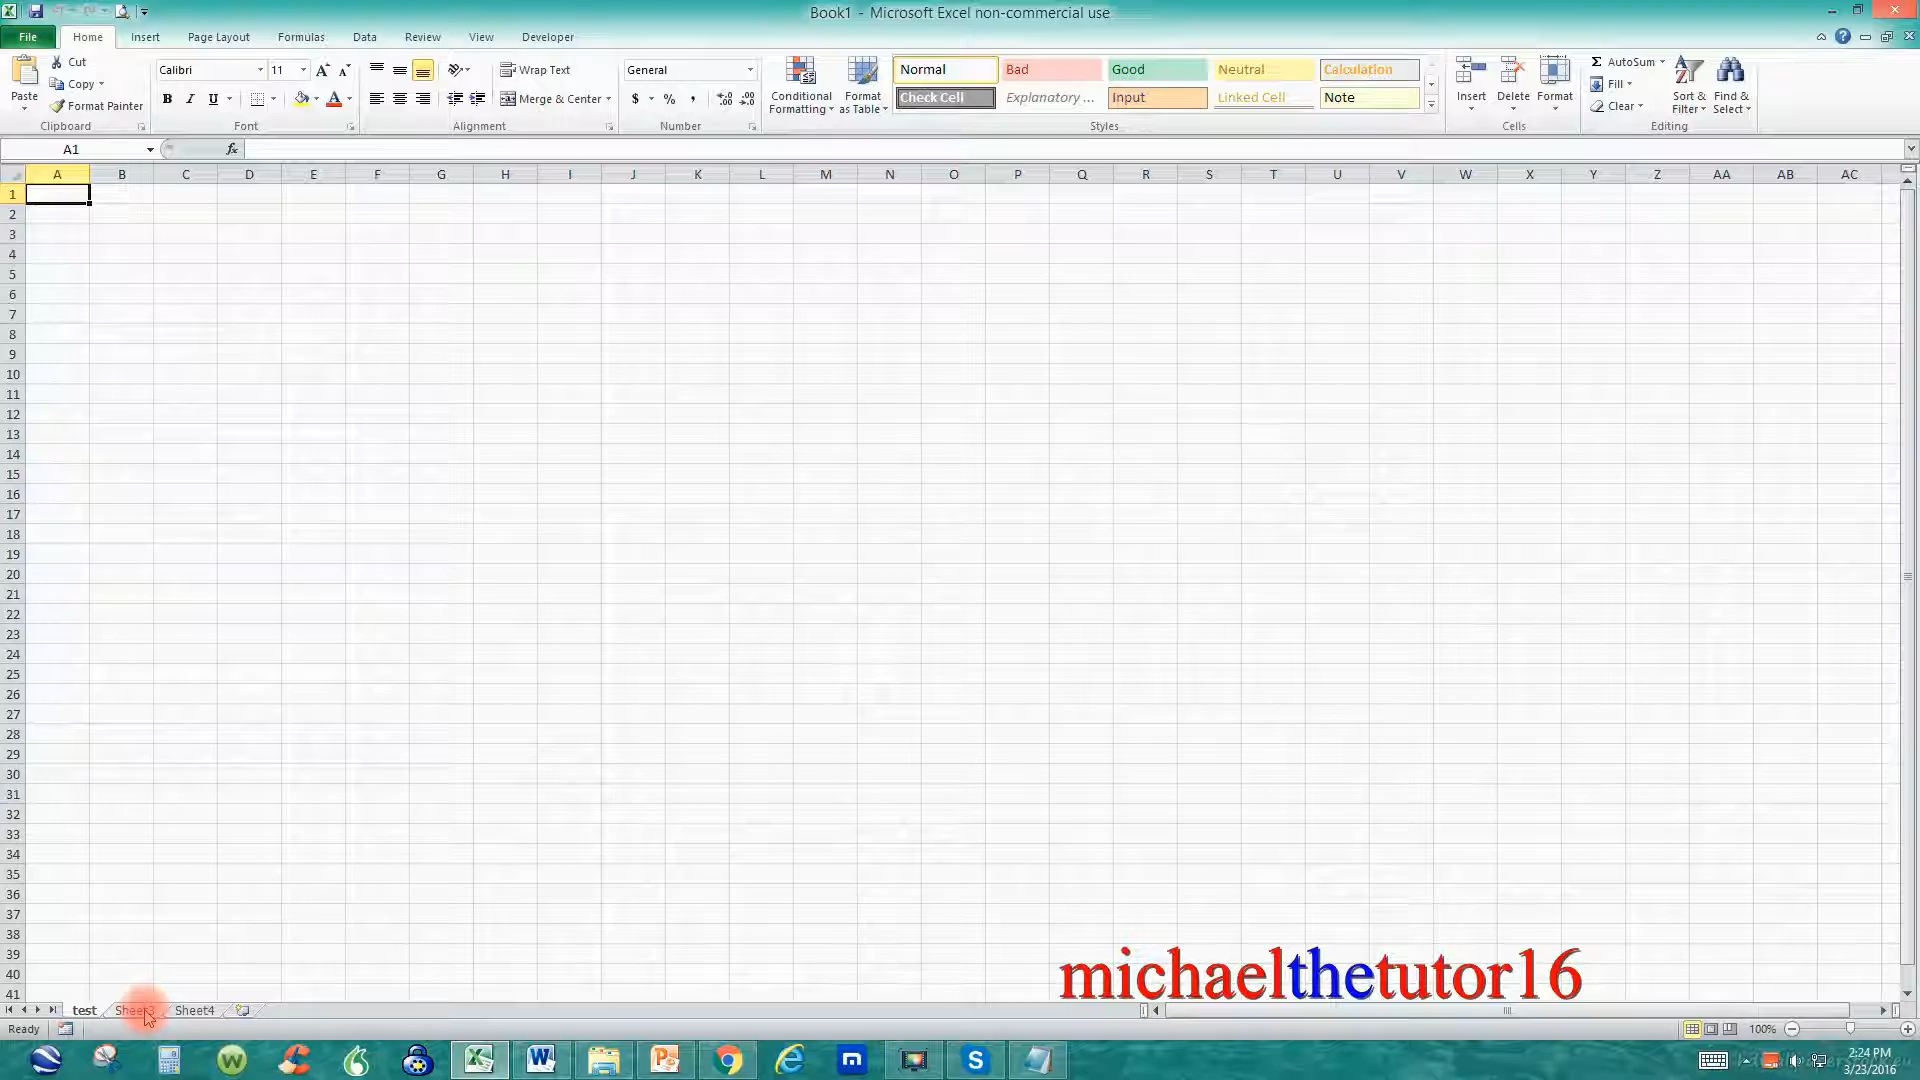 Book1 - Microsoft Excel non-commercial use
File Home Insert Page Layout Formulas Data Review View Developer
Paste
Cut
Copy
Format Painter
Clipboard
Calibri 11
B I U
Font
Wrap Text
Merge & Center
Alignment
General
$ % ,
Number
Conditional Formatting
Format as Table
Normal Bad Good Neutral Calculation
Check Cell Explanatory ... Input Linked Cell Note
Styles
Insert Delete Format
Cells
Σ AutoSum
Fill
Clear
Sort & Filter
Find & Select
Editing
A1 fx
A B C D E F G H I J K L M N O P Q R S T U V W X Y Z AA AB AC
1
2
3
4
5
6
7
8
9
10
11
12
13
14
15
16
17
18
19
20
21
22
23
24
25
26
27
28
29
30
31
32
33
34
35
36
37
38
39
40
41
michaelthetutor16
test Sheet3 Sheet4
Ready 100%
2:24 PM
3/23/2016